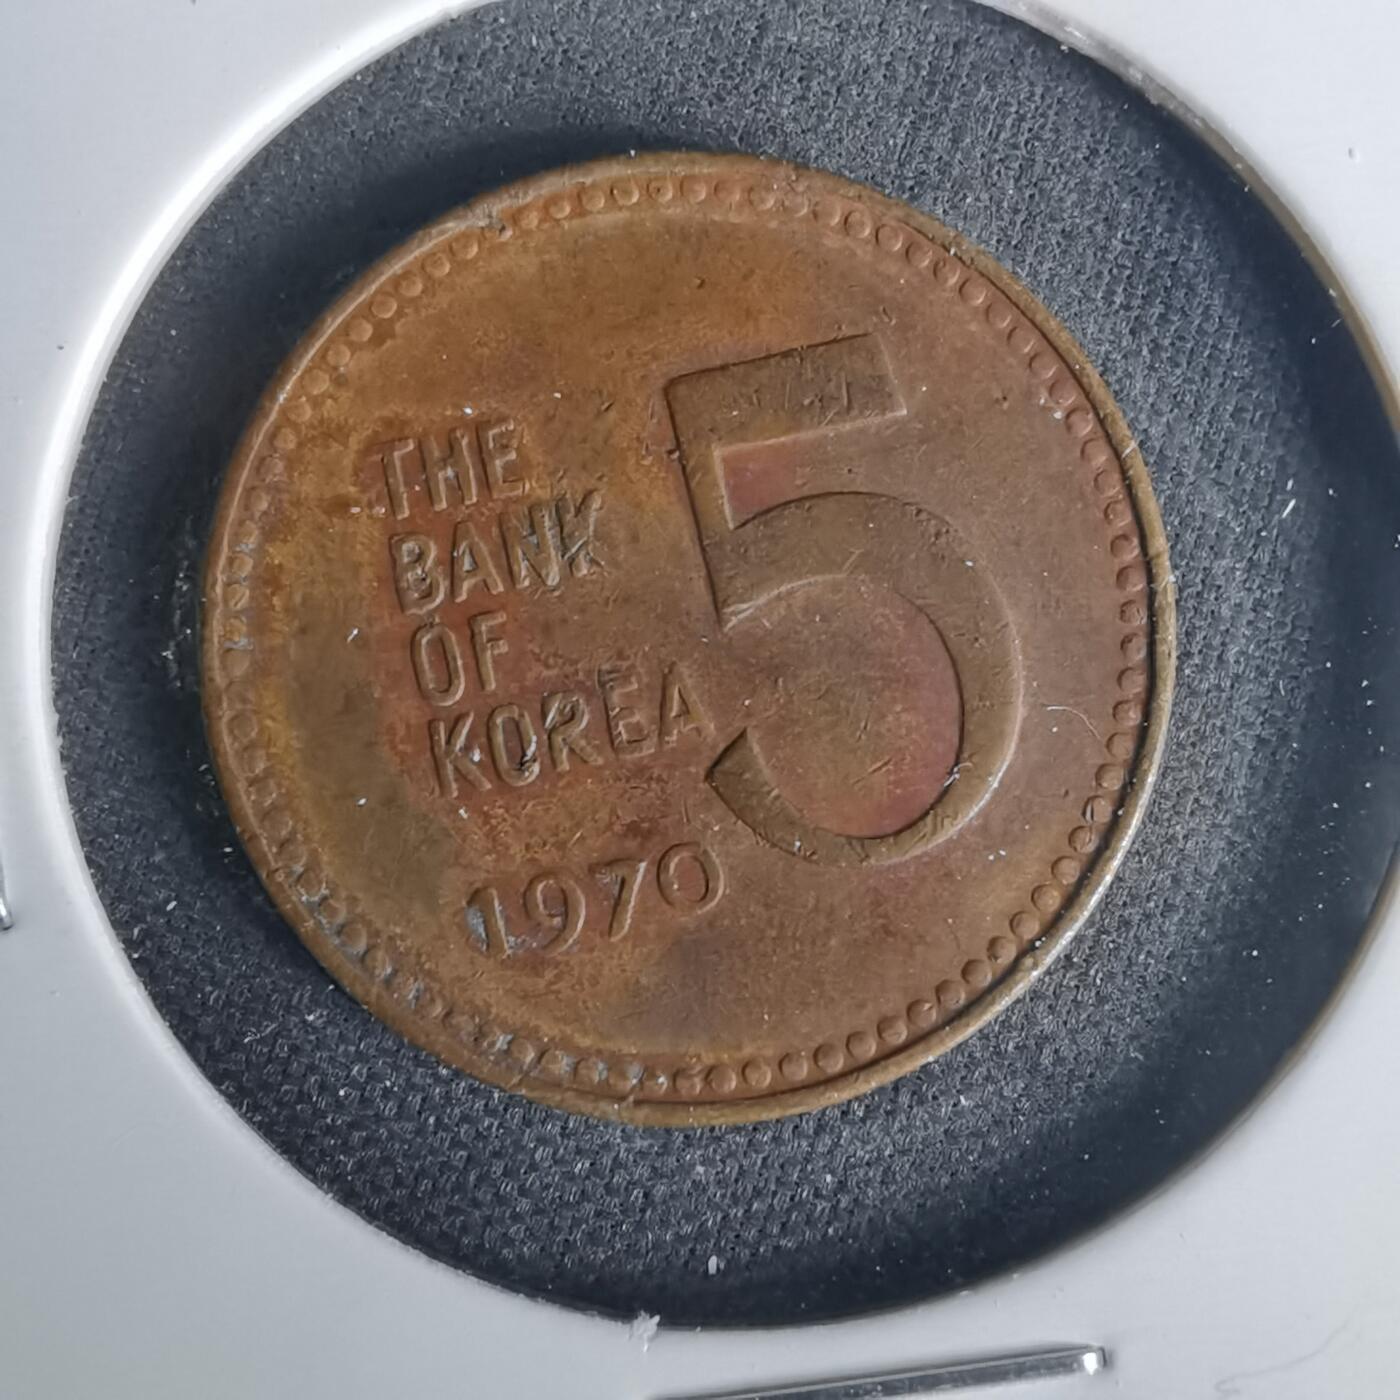 THE
BANK
OF
KOREA
1970
5